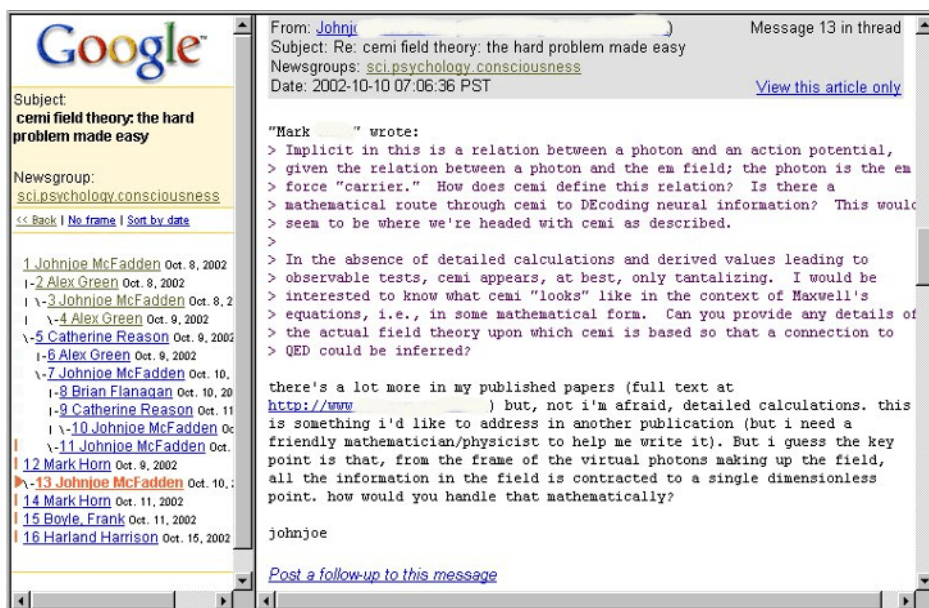 Google™
Subject:
cemi field theory: the hard
problem made easy
Newsgroup:
sci.psychology.consciousness
<< Back | No frame | Sort by date
1 Johnjoe McFadden Oct. 8, 2002
|-2 Alex Green Oct. 8, 2002
| \-3 Johnjoe McFadden Oct. 8, 2
|   \-4 Alex Green Oct. 9, 2002
\-5 Catherine Reason Oct. 9, 2002
|-6 Alex Green Oct. 9, 2002
\-7 Johnjoe McFadden Oct. 10,
|-8 Brian Flanagan Oct. 10, 20
|-9 Catherine Reason Oct. 11
| \-10 Johnjoe McFadden Oc
\-11 Johnjoe McFadden Oct.
12 Mark Horn Oct. 9, 2002
\-13 Johnjoe McFadden Oct. 10, 
14 Mark Horn Oct. 11, 2002
15 Boyle, Frank Oct. 11, 2002
16 Harland Harrison Oct. 15, 2002
From: Johnjo )
Message 13 in thread
Subject: Re: cemi field theory: the hard problem made easy
Newsgroups: sci.psychology.consciousness
Date: 2002-10-10 07:06:36 PST
View this article only
"Mark " wrote:
> Implicit in this is a relation between a photon and an action potential,
> given the relation between a photon and the em field; the photon is the em
> force "carrier."  How does cemi define this relation?  Is there a
> mathematical route through cemi to DEcoding neural information?  This would
> seem to be where we're headed with cemi as described.
>
> In the absence of detailed calculations and derived values leading to
> observable tests, cemi appears, at best, only tantalizing.  I would be
> interested to know what cemi "looks" like in the context of Maxwell's
> equations, i.e., in some mathematical form.  Can you provide any details of
> the actual field theory upon which cemi is based so that a connection to
> QED could be inferred?
there's a lot more in my published papers (full text at
http://www ) but, not i'm afraid, detailed calculations. this
is something i'd like to address in another publication (but i need a
friendly mathematician/physicist to help me write it). But i guess the key
point is that, from the frame of the virtual photons making up the field,
all the information in the field is contracted to a single dimensionless
point. how would you handle that mathematically?
johnjoe
Post a follow-up to this message